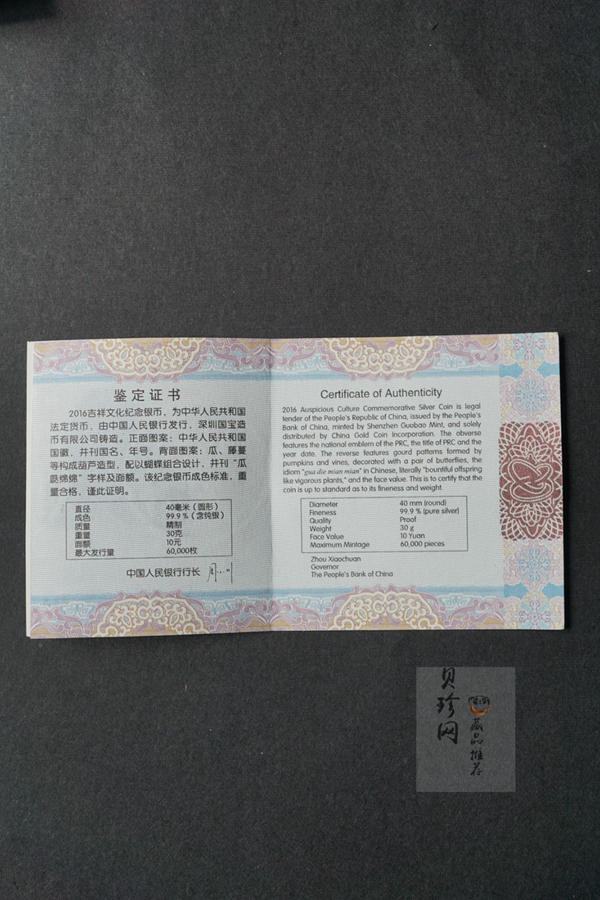 鉴定证书
2016吉祥文化纪念银币，为中华人民共和国
法定货币，由中国人民银行发行，深圳国宝造
币有限公司铸造。正面图案：中华人民共和国
国徽，并刊国名、年号。背面图案：瓜、藤蔓
等构成葫芦造型，配以蝴蝶组合设计，并刊“瓜
瓞绵绵”字样及面额。该纪念银币成色标准，重
量合格，谨此证明。
直径 40毫米（圆形）
成色 99.9％（含纯银）
质量 精制
重量 30克
面额 10元
最大发行量 60,000枚
中国人民银行行长
Certificate of Authenticity
2016 Auspicious Culture Commemorative Silver Coin is legal
tender of the People's Republic of China, issued by the People's
Bank of China, minted by Shenzhen Guobao Mint, and solely
distributed by China Gold Coin Incorporation. The obverse
features the national emblem of the PRC, the title of PRC and the
year date. The reverse features gourd patterns formed by
pumpkins and vines, decorated with a pair of butterflies, the
idiom "gua die mian mian" in Chinese, literally "bountiful offspring
like vigorous plants," and the face value. This is to certify that the
coin is up to standard as to its fineness and weight.
Diameter 40 mm (round)
Fineness 99.9 % (pure silver)
Quality Proof
Weight 30 g
Face Value 10 Yuan
Maximum Mintage 60,000 pieces
Zhou Xiaochuan
Governor
The People's Bank of China
贝珍网
藏品推荐